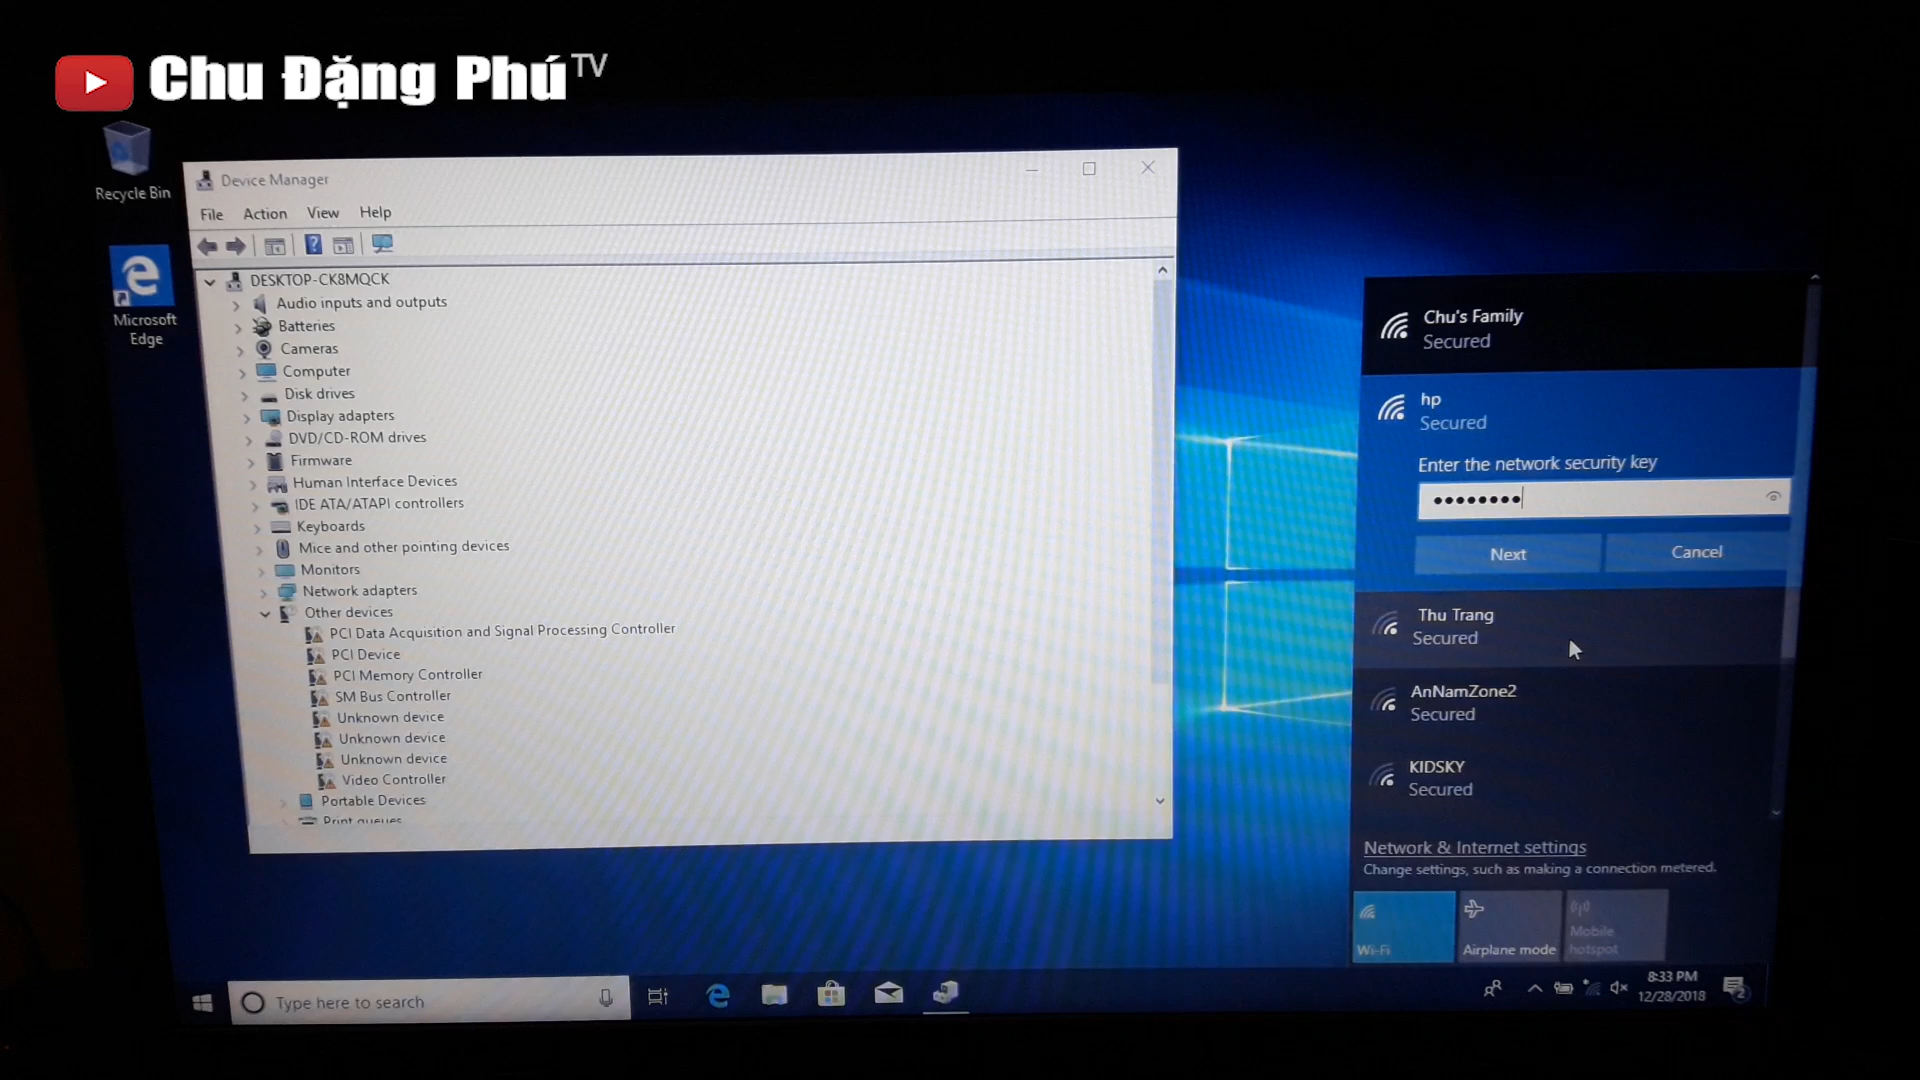 Chu Đặng Phú TV
Recycle Bin
Microsoft
Edge
Device Manager
File Action View Help
DESKTOP-CK8MQCK
Audio inputs and outputs
Batteries
Cameras
Computer
Disk drives
Display adapters
DVD/CD-ROM drives
Firmware
Human Interface Devices
IDE ATA/ATAPI controllers
Keyboards
Mice and other pointing devices
Monitors
Network adapters
Other devices
PCI Data Acquisition and Signal Processing Controller
PCI Device
PCI Memory Controller
SM Bus Controller
Unknown device
Unknown device
Unknown device
Video Controller
Portable Devices
Print queues
Chu's Family
Secured
hp
Secured
Enter the network security key
Next Cancel
Thu Trang
Secured
AnNamZone2
Secured
KIDSKY
Secured
Network & Internet settings
Change settings, such as making a connection metered.
Wi-Fi
Airplane mode
Mobile
hotspot
Type here to search
8:33 PM
12/28/2018
2